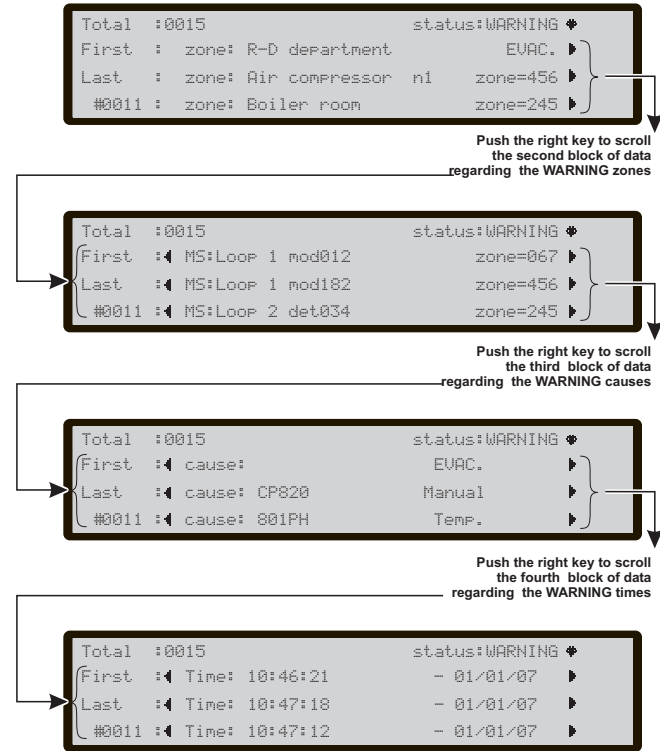 Total :0015 status:WARNING
First : zone: R-D department EVAC.
Last : zone: Air compressor n1 zone=456
#0011 : zone: Boiler room zone=245
Push the right key to scroll
the second block of data
regarding the WARNING zones
Total :0015 status:WARNING
First : MS:Loop 1 mod012 zone=067
Last : MS:Loop 1 mod182 zone=456
#0011 : MS:Loop 2 det034 zone=245
Push the right key to scroll
the third block of data
regarding the WARNING causes
Total :0015 status:WARNING
First : cause: EVAC.
Last : cause: CP820 Manual
#0011 : cause: 801PH Temp.
Push the right key to scroll
the fourth block of data
regarding the WARNING times
Total :0015 status:WARNING
First : Time: 10:46:21 - 01/01/07
Last : Time: 10:47:18 - 01/01/07
#0011 : Time: 10:47:12 - 01/01/07